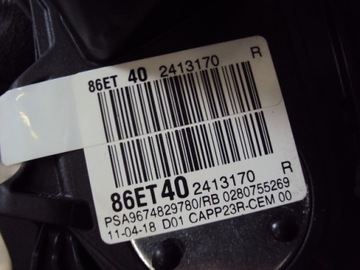 86ET 40 2413170 R
86ET40 2413170 R
PSA9674829780/RB 0280755269
11-04-18 D01 CAPP23R-CEM 00